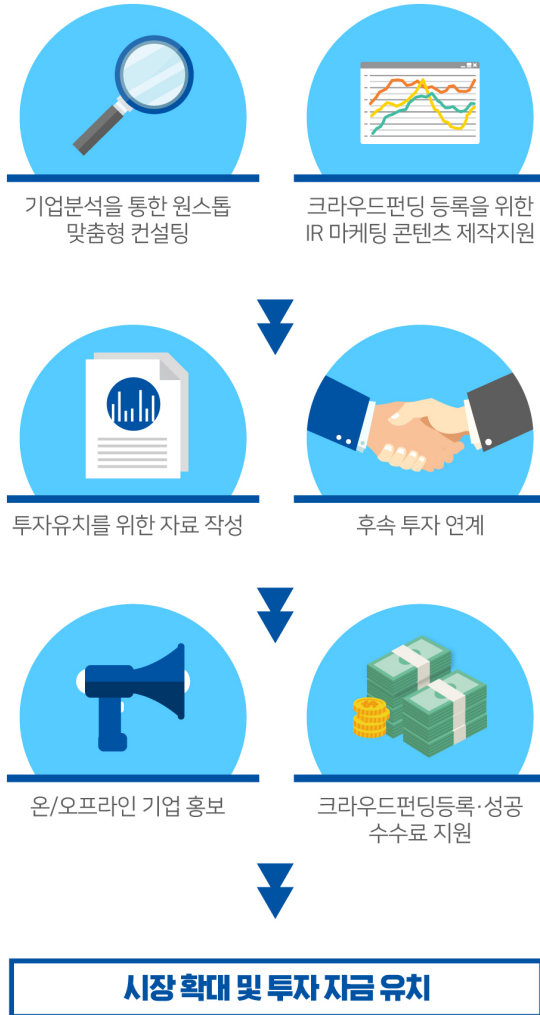 기업분석을 통한 원스톱
맞춤형 컨설팅
크라우드펀딩 등록을 위한
IR 마케팅 콘텐츠 제작지원
투자유치를 위한 자료 작성
후속 투자 연계
온/오프라인 기업 홍보
크라우드펀딩등록·성공
수수료 지원
시장 확대 및 투자 자금 유치